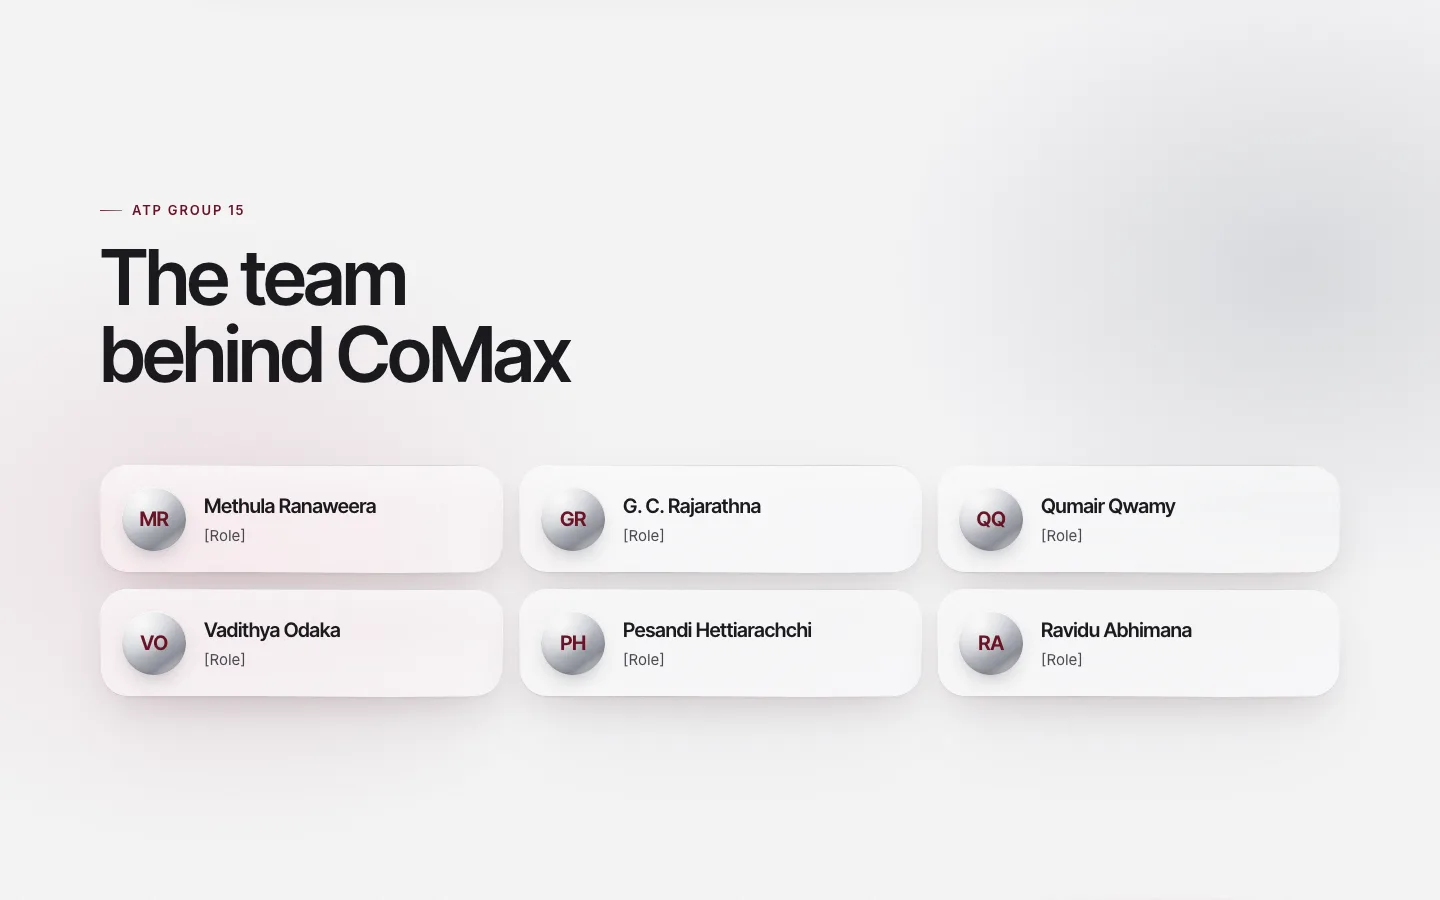 ATP GROUP 15
The team
behind CoMax
MR
Methula Ranaweera
[Role]
GR
G. C. Rajarathna
[Role]
QQ
Qumair Qwamy
[Role]
VO
Vadithya Odaka
[Role]
PH
Pesandi Hettiarachchi
[Role]
RA
Ravidu Abhimana
[Role]